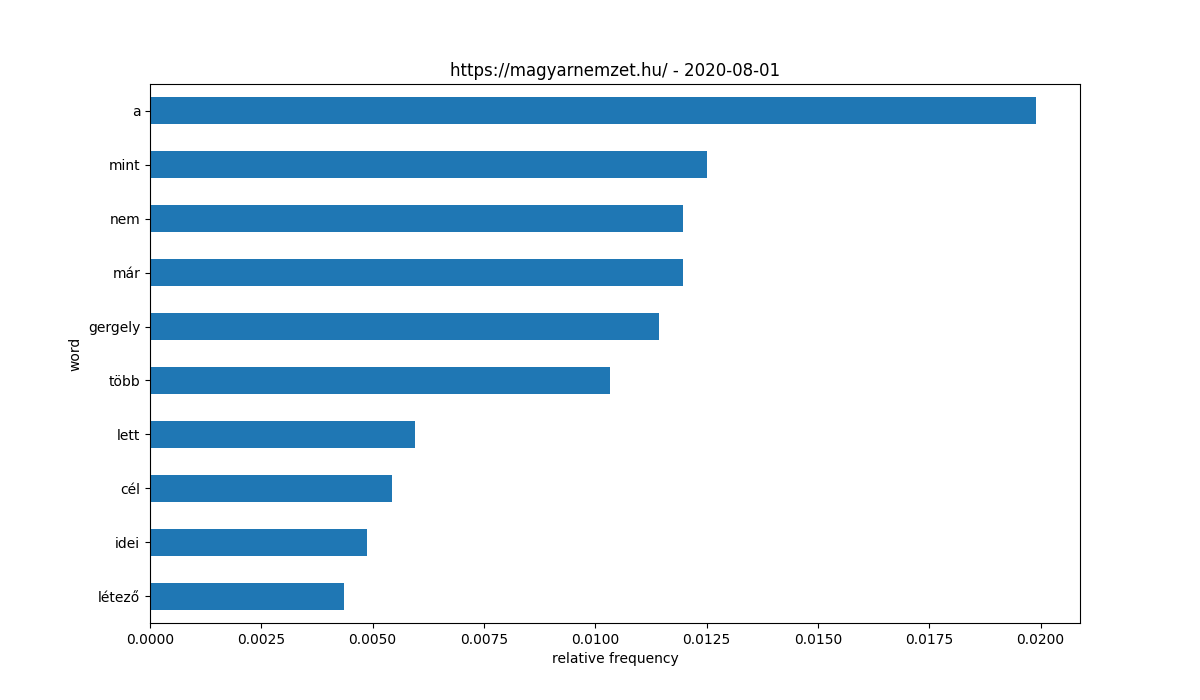 https://magyarnemzet.hu/ - 2020-08-01
a
mint
nem
már
gergely
több
lett
cél
idei
létező
word
0.0000 0.0025 0.0050 0.0075 0.0100 0.0125 0.0150 0.0175 0.0200
relative frequency